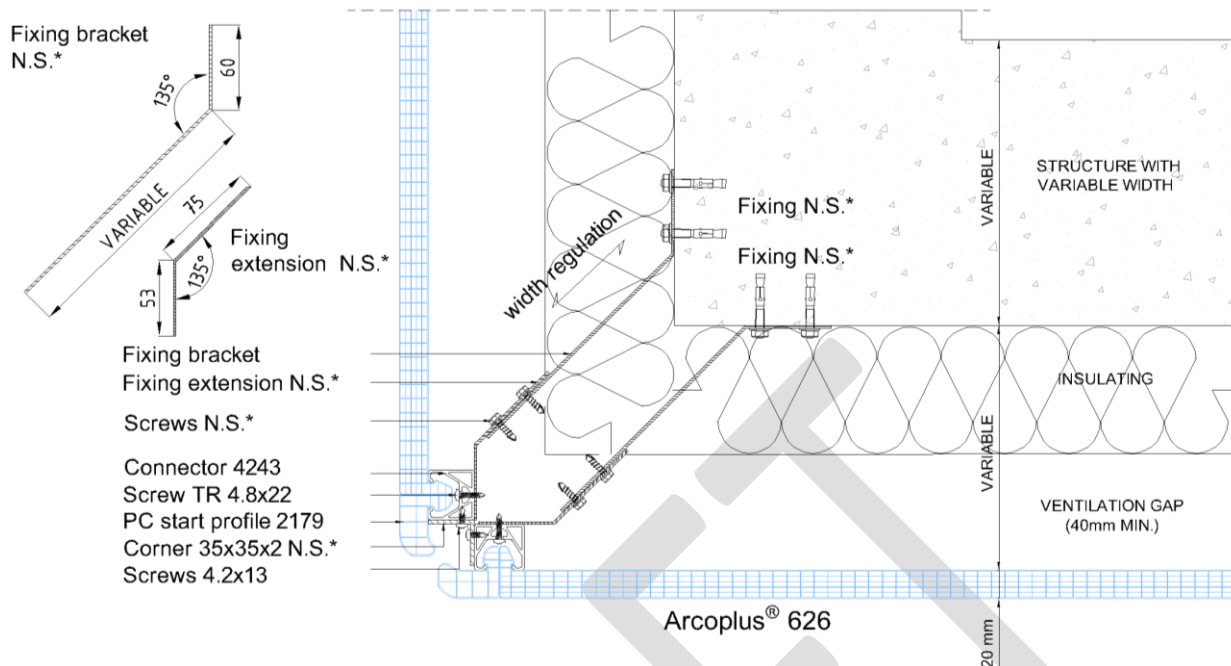 Fixing bracket
N.S.*
135°
60
VARIABLE
75
Fixing
extension N.S.*
135°
53
width regulation
Fixing N.S.*
Fixing N.S.*
VARIABLE
STRUCTURE WITH
VARIABLE WIDTH
Fixing bracket
Fixing extension N.S.*
Screws N.S.*
Connector 4243
Screw TR 4.8x22
PC start profile 2179
Corner 35x35x2 N.S.*
Screws 4.2x13
INSULATING
VARIABLE
VENTILATION GAP
(40mm MIN.)
Arcoplus® 626
20 mm